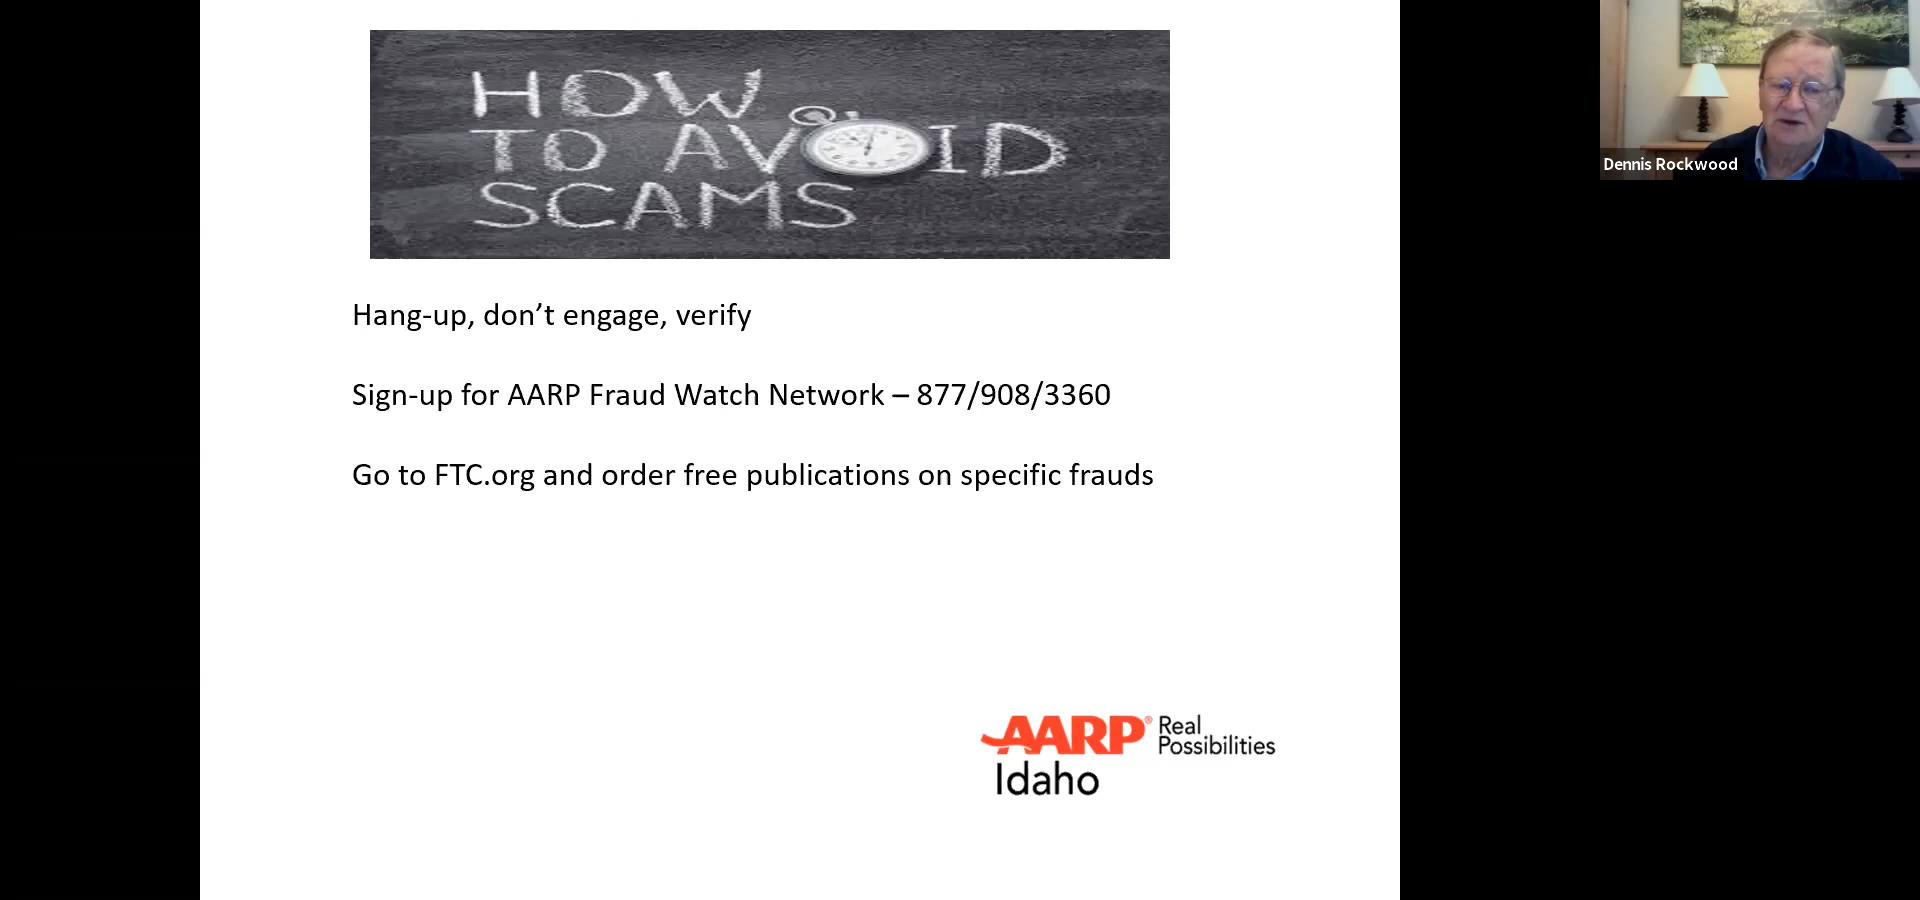 HOW
TO AVOID
SCAMS
Hang-up, don’t engage, verify
Sign-up for AARP Fraud Watch Network – 877/908/3360
Go to FTC.org and order free publications on specific frauds
AARP® Real
Possibilities
Idaho
Dennis Rockwood